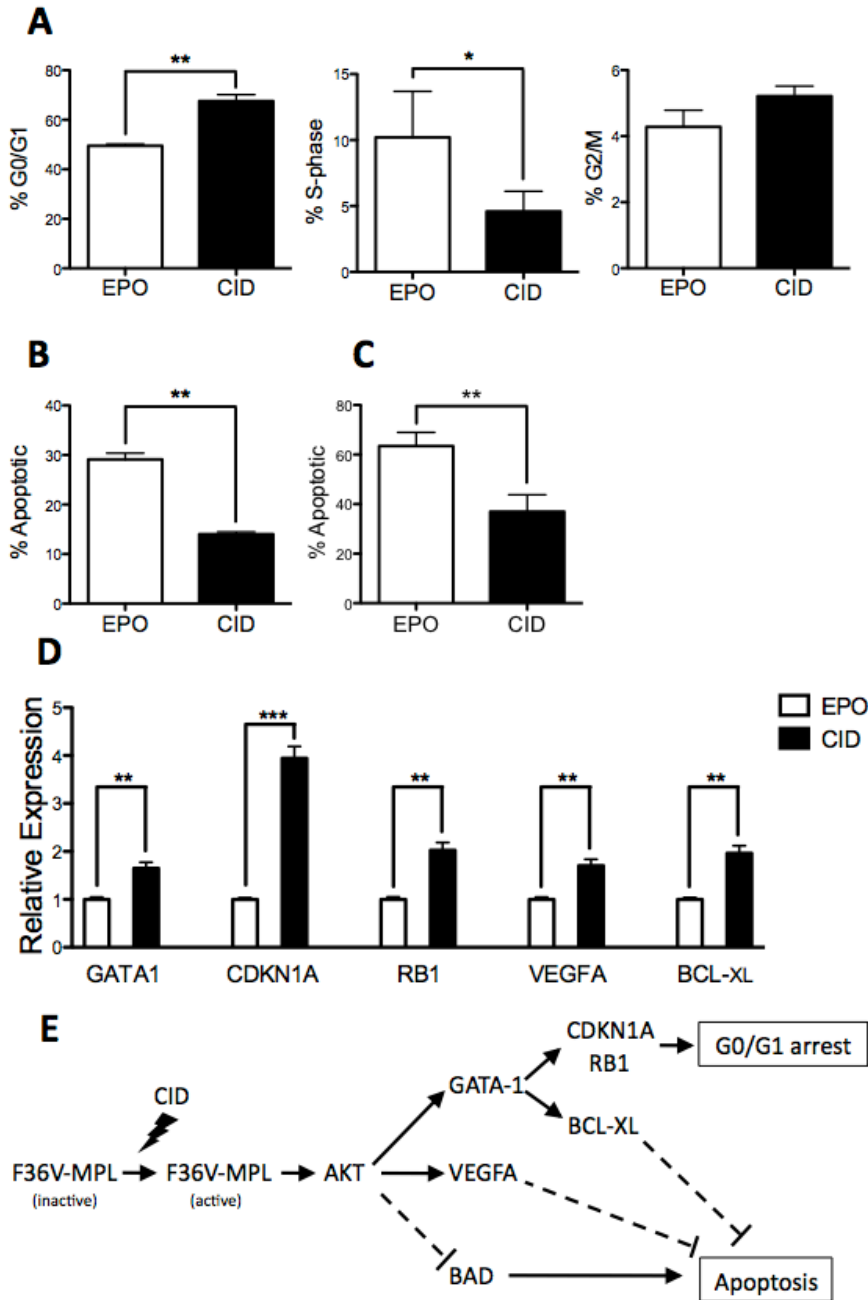 A
**
80
60
40
20
0
% G0/G1
EPO
CID
*
15
10
5
0
% S-phase
EPO
CID
6
4
2
0
% G2/M
EPO
CID
B
**
40
30
20
10
0
% Apoptotic
EPO
CID
C
**
80
60
40
20
0
% Apoptotic
EPO
CID
D
5
4
3
2
1
0
Relative Expression
**
***
**
**
**
GATA1
CDKN1A
RB1
VEGFA
BCL-XL
EPO
CID
E
CID
F36V-MPL
(inactive)
F36V-MPL
(active)
AKT
GATA-1
CDKN1A
RB1
G0/G1 arrest
BCL-XL
VEGFA
BAD
Apoptosis